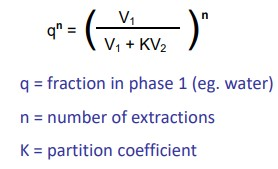 qⁿ = ( V₁ / V₁ + KV₂ )ⁿ
q = fraction in phase 1 (eg. water)
n = number of extractions
K = partition coefficient